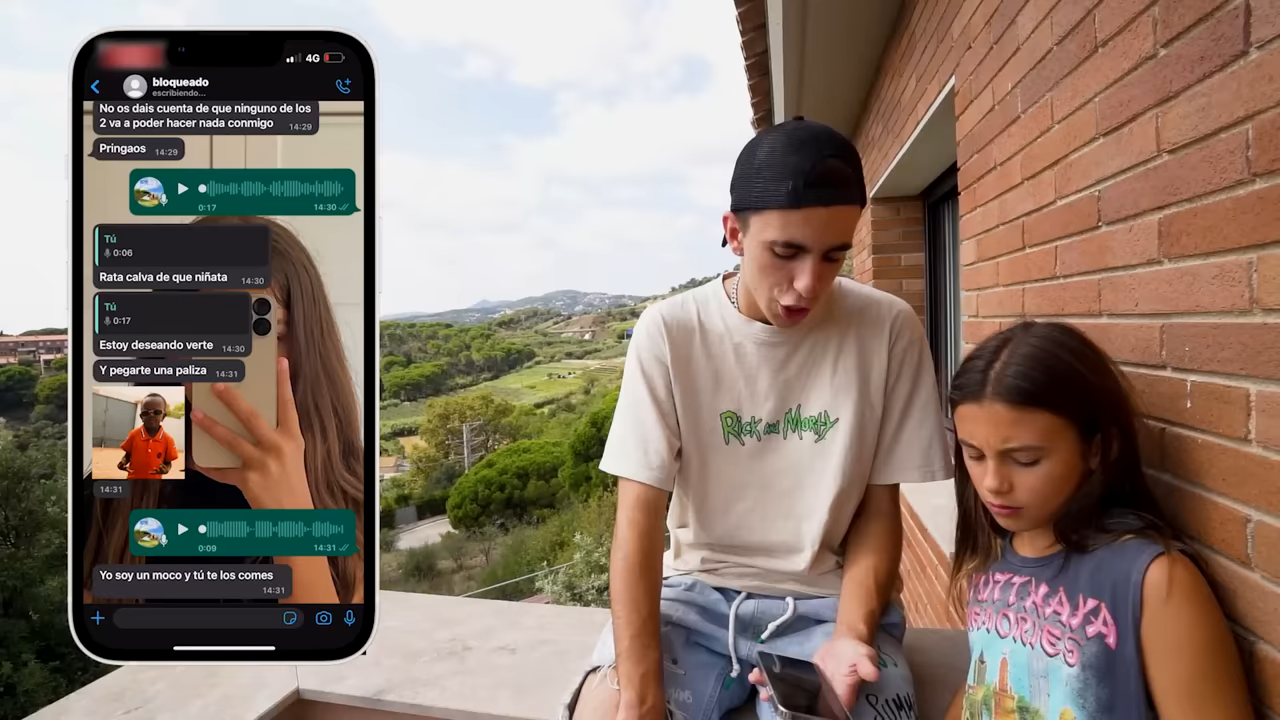 4G
bloqueado
escribiendo...
No os dais cuenta de que ninguno de los
2 va a poder hacer nada conmigo
14:29
Pringaos
14:29
0:17
14:30
Tú
0:06
Rata calva de que niñata
14:30
Tú
0:17
Estoy deseando verte
14:30
Y pegarte una paliza
14:31
14:31
0:09
14:31
Yo soy un moco y tú te los comes
14:31
Rick and Morty
MEMORIES
SUMM